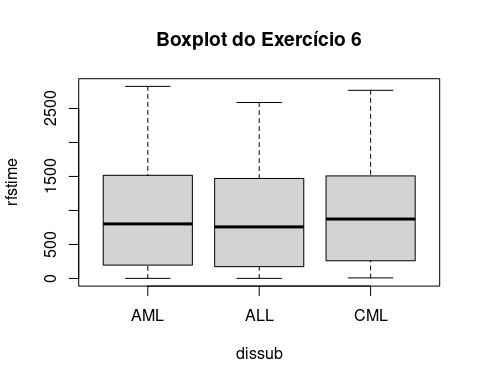 Boxplot do Exercício 6
rfstime
2500
1500
500
0
AML ALL CML
dissub